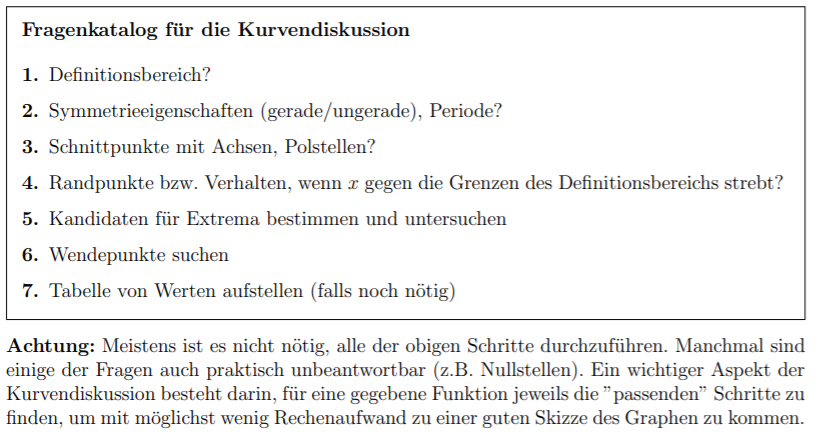 Fragenkatalog für die Kurvendiskussion
1. Definitionsbereich?
2. Symmetrieeigenschaften (gerade/ungerade), Periode?
3. Schnittpunkte mit Achsen, Polstellen?
4. Randpunkte bzw. Verhalten, wenn x gegen die Grenzen des Definitionsbereichs strebt?
5. Kandidaten für Extrema bestimmen und untersuchen
6. Wendepunkte suchen
7. Tabelle von Werten aufstellen (falls noch nötig)
Achtung: Meistens ist es nicht nötig, alle der obigen Schritte durchzuführen. Manchmal sind
einige der Fragen auch praktisch unbeantwortbar (z.B. Nullstellen). Ein wichtiger Aspekt der
Kurvendiskussion besteht darin, für eine gegebene Funktion jeweils die ”passenden” Schritte zu
finden, um mit möglichst wenig Rechenaufwand zu einer guten Skizze des Graphen zu kommen.